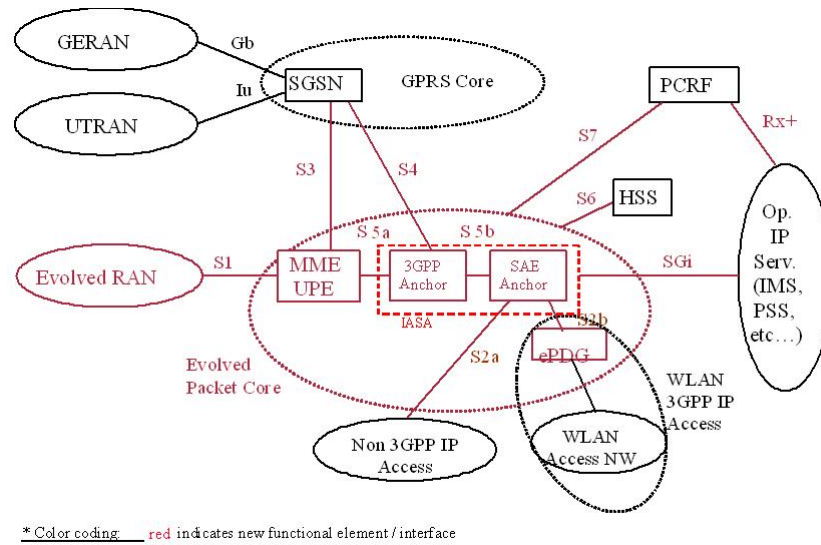 GERAN
Gb
SGSN
GPRS Core
PCRF
Iu
UTRAN
Rx+
S7
S3
S4
S6
HSS
Op.
IP
Serv.
(IMS,
PSS,
etc…)
S 5a
S 5b
Evolved RAN
S1
MME
UPE
3GPP
Anchor
SAE
Anchor
SGi
IASA
S2b
ePDG
Evolved
Packet Core
S2a
WLAN
3GPP IP
Access
Non 3GPP IP
Access
WLAN
Access NW
* Color coding: red indicates new functional element / interface